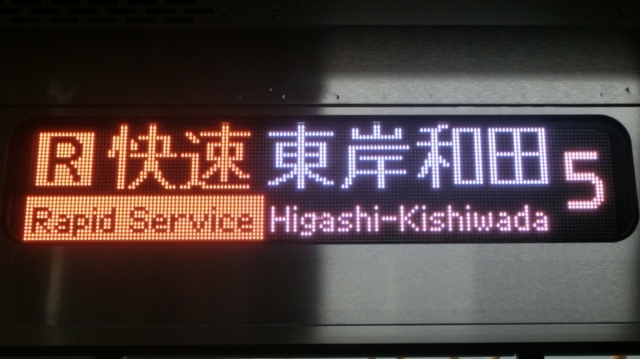 R 快速 東岸和田 5
Rapid Service Higashi-Kishiwada